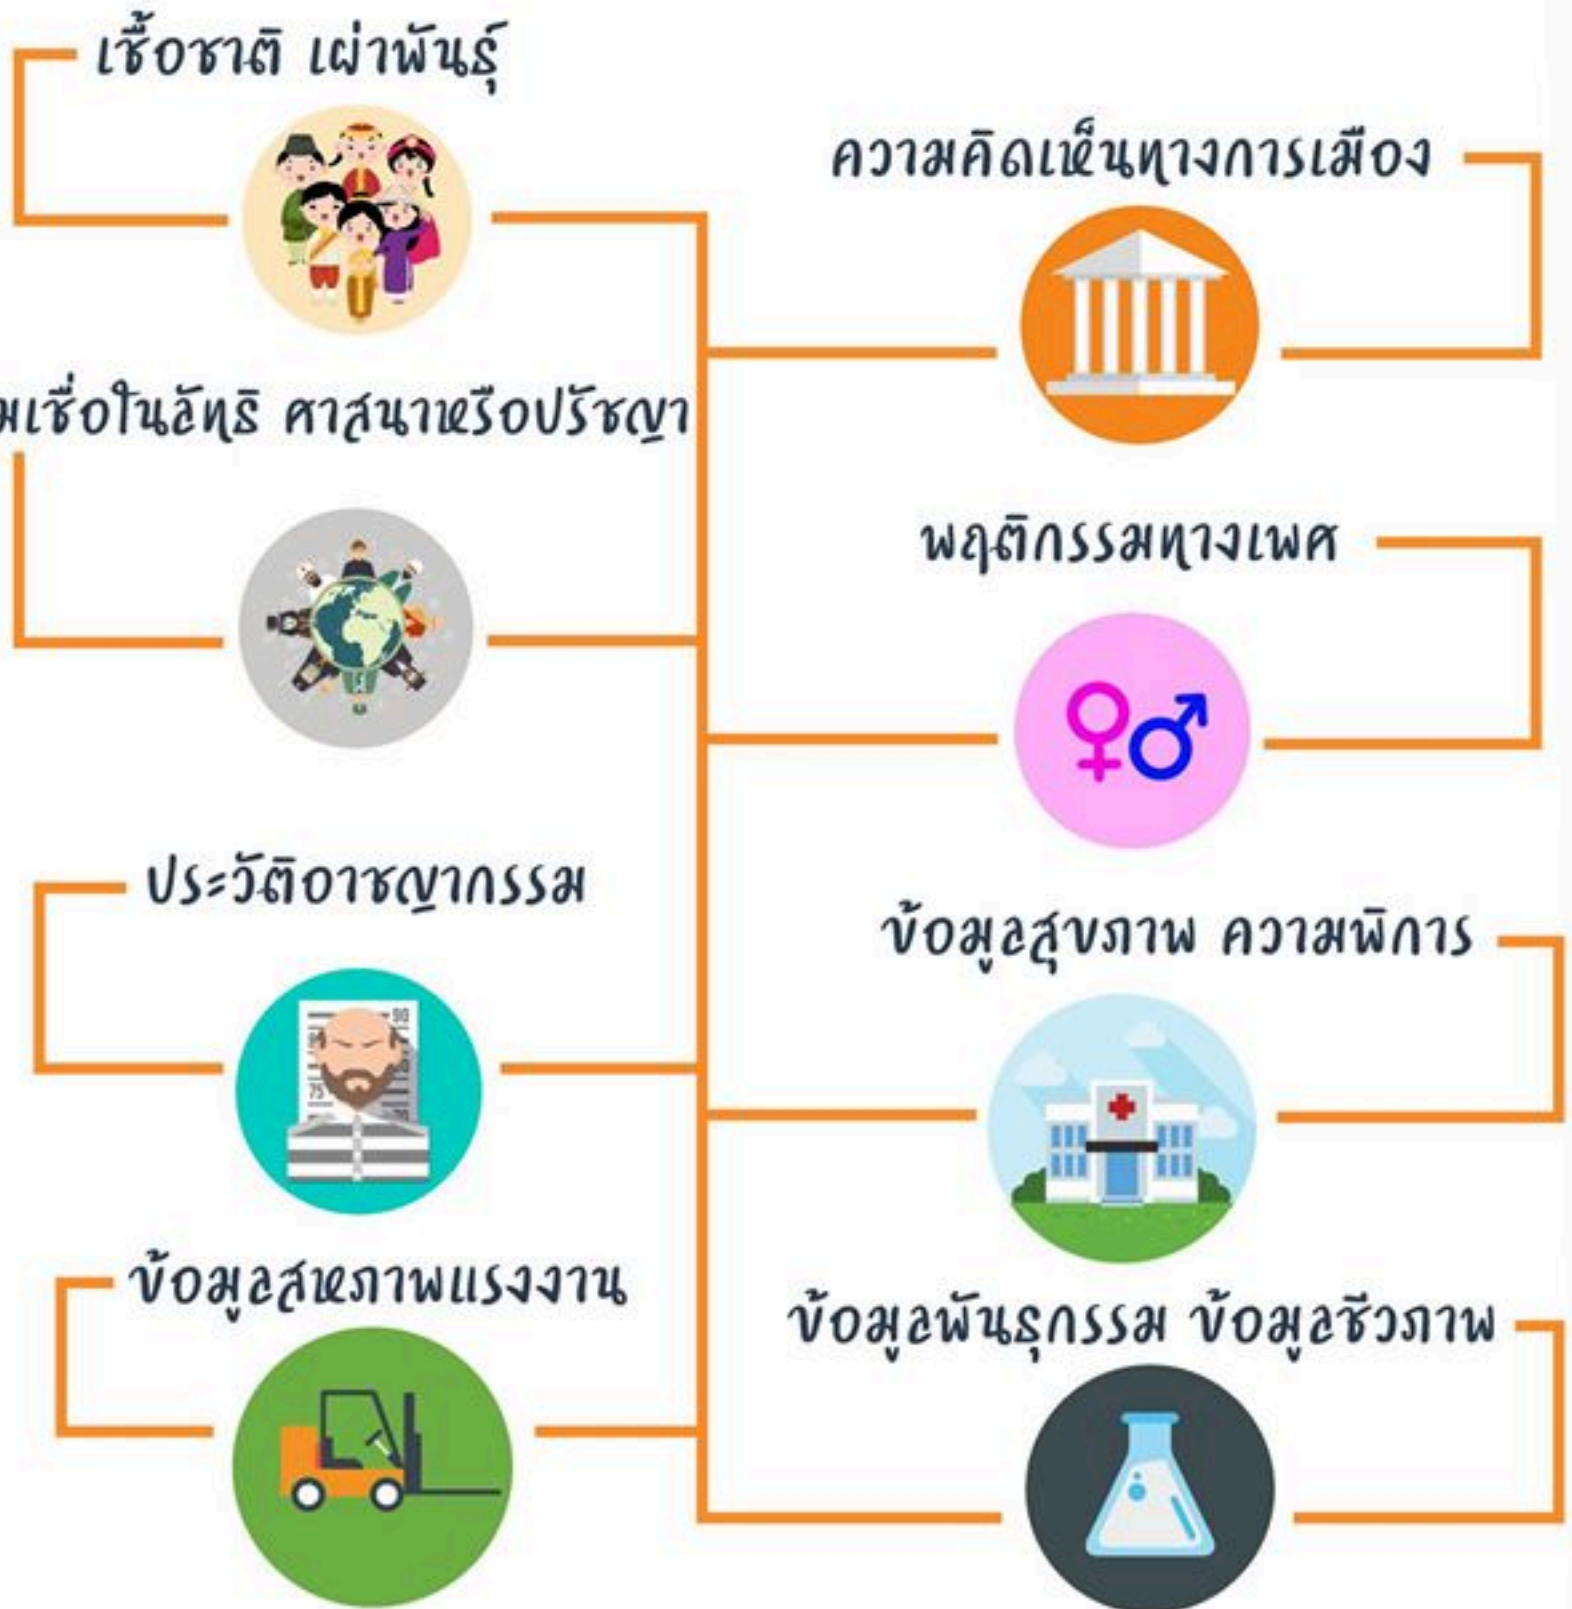 เชื้อชาติ เผ่าพันธุ์
ความคิดเห็นทางการเมือง
มเชื่อในลัทธิ ศาสนาหรือปรัชญา
พฤติกรรมทางเพศ
ประวัติอาชญากรรม
ข้อมูลสุขภาพ ความพิการ
ข้อมูลสหภาพแรงงาน
ข้อมูลพันธุกรรม ข้อมูลชีวภาพ